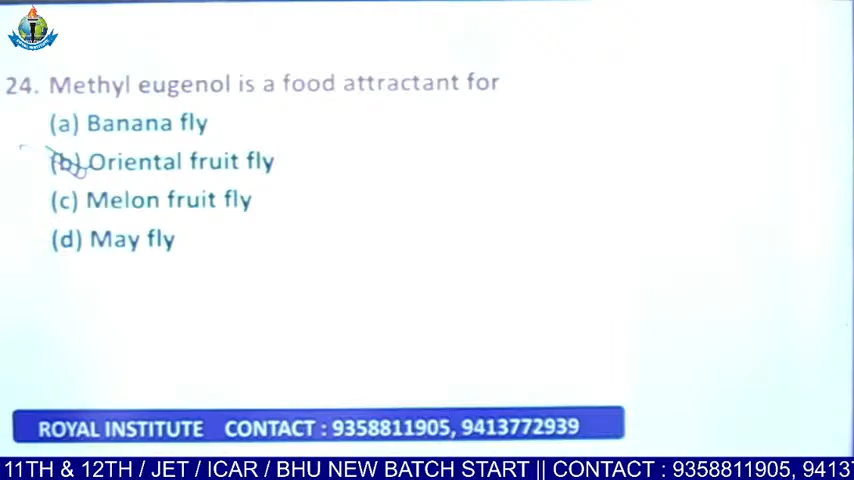 24. Methyl eugenol is a food attractant for
(a) Banana fly
(b) Oriental fruit fly
(c) Melon fruit fly
(d) May fly
ROYAL INSTITUTE CONTACT : 9358811905, 9413772939
11TH & 12TH / JET / ICAR / BHU NEW BATCH START || CONTACT : 9358811905, 9413